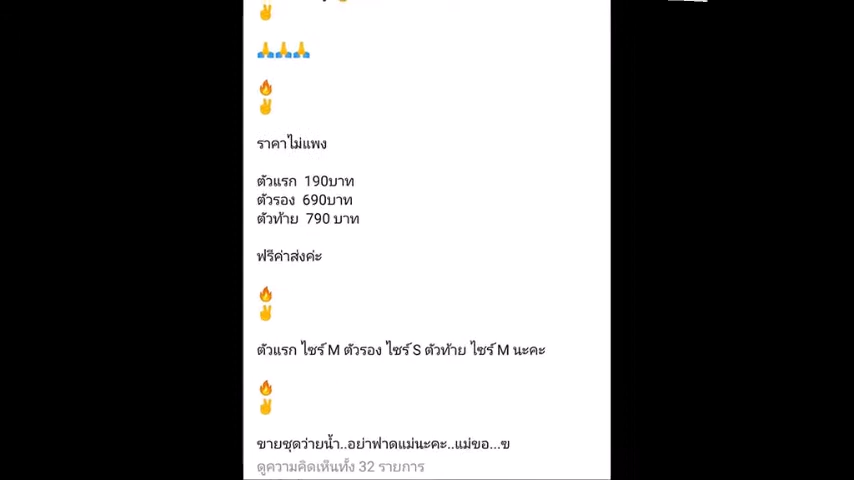 ✌️
🙏🙏🙏
🔥
✌️
ราคาไม่แพง
ตัวแรก 190บาท
ตัวรอง 690บาท
ตัวท้าย 790 บาท
ฟรีค่าส่งค่ะ
🔥
✌️
ตัวแรก ไซร์ M ตัวรอง ไซร์ S ตัวท้าย ไซร์ M นะคะ
🔥
✌️
ขายชุดว่ายน้ำ..อย่าฟาดแม่นะคะ..แม่ขอ...ฃ
ดูความคิดเห็นทั้ง 32 รายการ